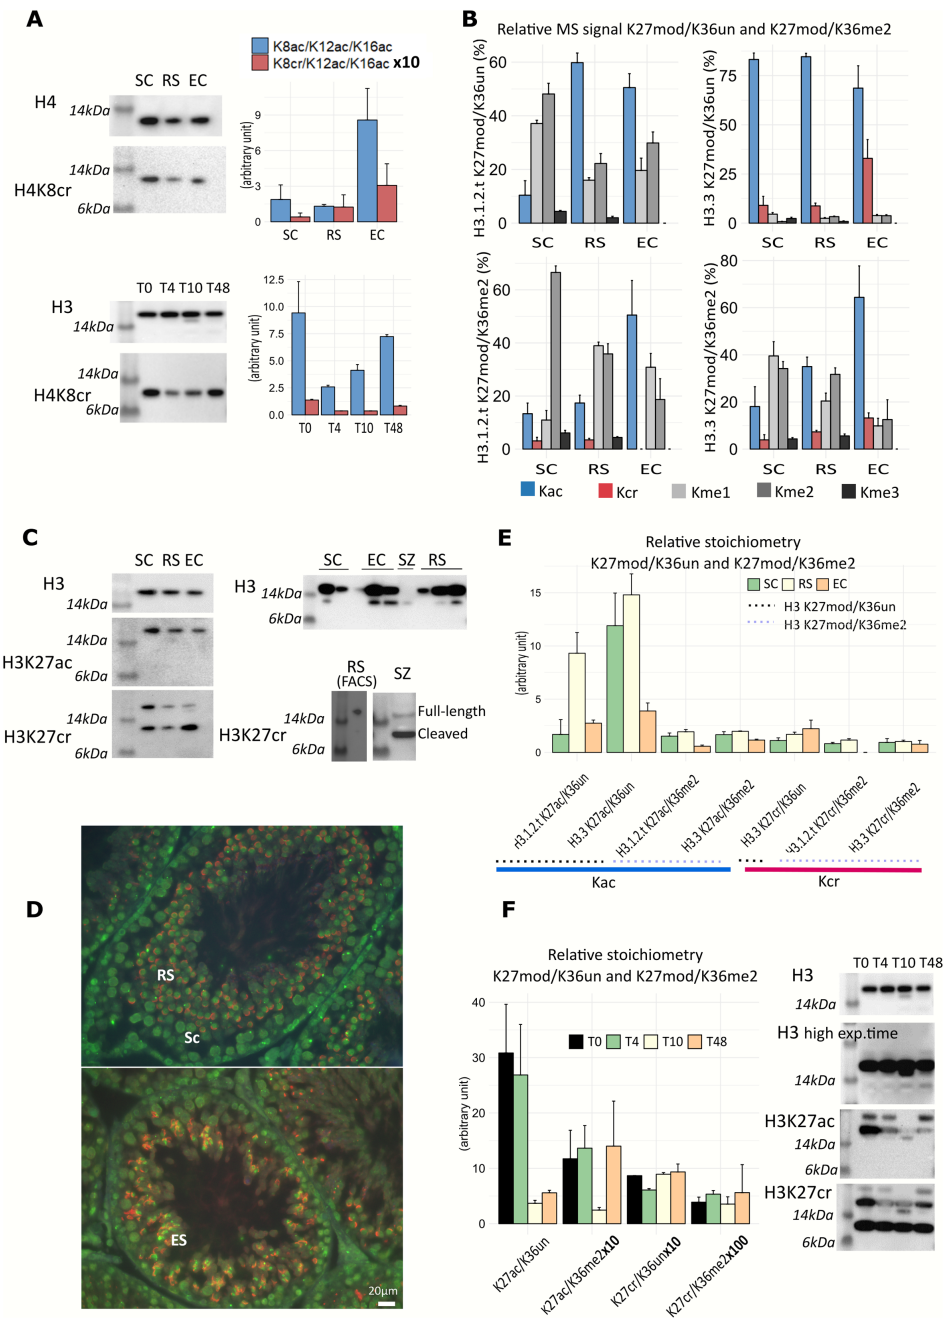 A
K8ac/K12ac/K16ac
K8cr/K12ac/K16ac x10
SC RS EC
H4
14kDa
H4K8cr
14kDa
6kDa
(arbitrary unit)
9
6
3
0
SC RS EC
T0 T4 T10 T48
H3
14kDa
14kDa
H4K8cr
6kDa
(arbitrary unit)
12.5
10.0
7.5
5.0
2.5
0.0
T0 T4 T10 T48
B
Relative MS signal K27mod/K36un and K27mod/K36me2
H3.1.2.t K27mod/K36un (%)
60
40
20
0
SC RS EC
H3.3 K27mod/K36un (%)
75
50
25
0
SC RS EC
H3.1.2.t K27mod/K36me2 (%)
60
40
20
0
SC RS EC
H3.3 K27mod/K36me2 (%)
80
60
40
20
0
SC RS EC
Kac Kcr Kme1 Kme2 Kme3
C
SC RS EC
H3
14kDa
14kDa
H3K27ac
6kDa
14kDa
H3K27cr
6kDa
SC EC SZ RS
H3
14kDa
6kDa
RS
(FACS)
SZ
14kDa
H3K27cr
6kDa
Full-length
Cleaved
E
Relative stoichiometry
K27mod/K36un and K27mod/K36me2
SC RS EC
H3 K27mod/K36un
H3 K27mod/K36me2
(arbitrary unit)
15
10
5
0
H3.1.2.t K27ac/K36un
H3.3 K27ac/K36un
H3.1.2.t K27ac/K36me2
H3.3 K27ac/K36me2
H3.3 K27cr/K36un
H3.1.2.t K27cr/K36me2
H3.3 K27cr/K36me2
Kac
Kcr
D
RS
Sc
ES
20µm
F
Relative stoichiometry
K27mod/K36un and K27mod/K36me2
T0 T4 T10 T48
(arbitrary unit)
40
30
20
10
0
K27ac/K36un
K27ac/K36me2x10
K27cr/K36unx10
K27cr/K36me2x100
T0 T4 T10 T48
H3
14kDa
H3 high exp.time
14kDa
H3K27ac
14kDa
6kDa
H3K27cr
14kDa
6kDa